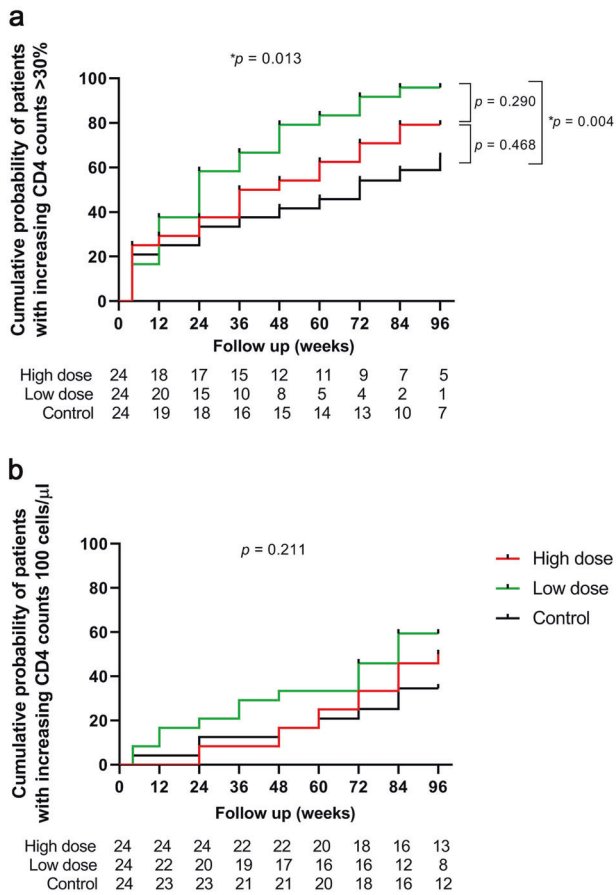 a
*p = 0.013
Cumulative probability of patients
with increasing CD4 counts >30%
100
80
60
40
20
0
p = 0.290
p = 0.468
*p = 0.004
0 12 24 36 48 60 72 84 96
Follow up (weeks)
High dose 24 18 17 15 12 11 9 7 5
Low dose 24 20 15 10 8 5 4 2 1
Control 24 19 18 16 15 14 13 10 7
b
p = 0.211
Cumulative probability of patients
with increasing CD4 counts 100 cells/μl
100
80
60
40
20
0
High dose
Low dose
Control
0 12 24 36 48 60 72 84 96
Follow up (weeks)
High dose 24 24 24 22 22 20 18 16 13
Low dose 24 22 20 19 17 16 16 12 8
Control 24 23 23 21 21 20 18 16 12